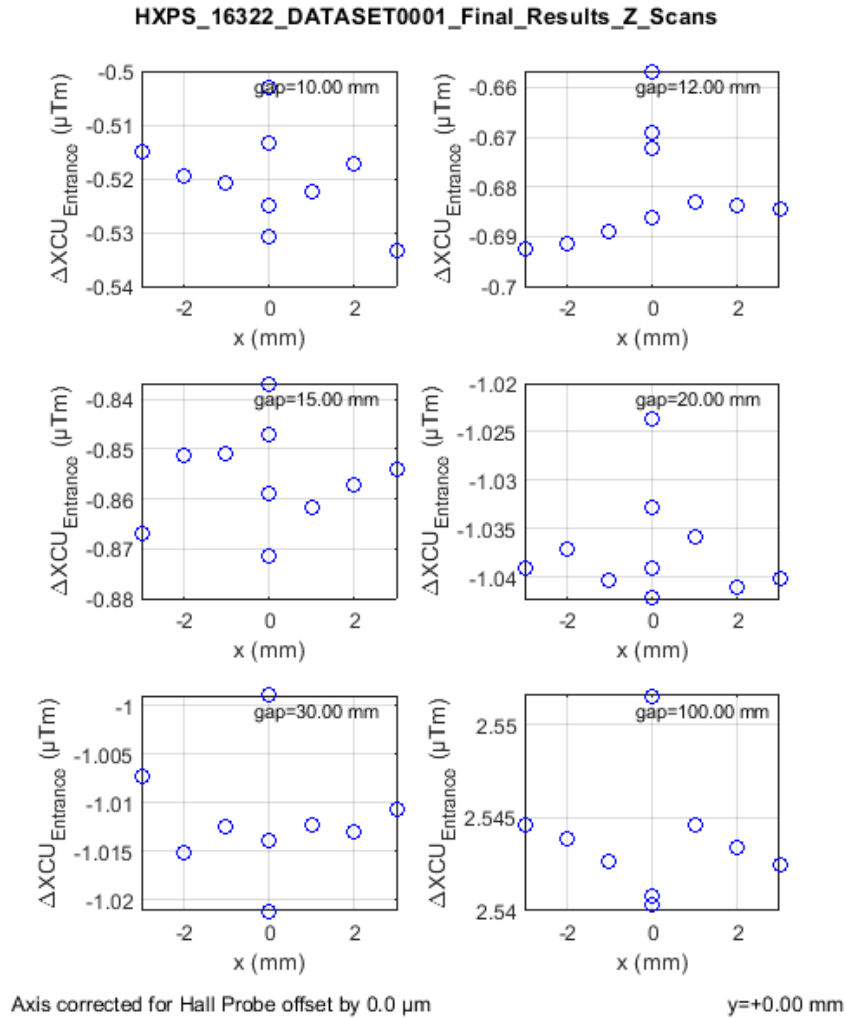 HXPS_16322_DATASET0001_Final_Results_Z_Scans
gap=10.00 mm
ΔXCU_Entrance (µTm)
-0.5
-0.51
-0.52
-0.53
-0.54
-2 0 2
x (mm)
gap=12.00 mm
ΔXCU_Entrance (µTm)
-0.66
-0.67
-0.68
-0.69
-0.7
-2 0 2
x (mm)
gap=15.00 mm
ΔXCU_Entrance (µTm)
-0.84
-0.85
-0.86
-0.87
-0.88
-2 0 2
x (mm)
gap=20.00 mm
ΔXCU_Entrance (µTm)
-1.02
-1.025
-1.03
-1.035
-1.04
-2 0 2
x (mm)
gap=30.00 mm
ΔXCU_Entrance (µTm)
-1
-1.005
-1.01
-1.015
-1.02
-2 0 2
x (mm)
gap=100.00 mm
ΔXCU_Entrance (µTm)
2.55
2.545
2.54
-2 0 2
x (mm)
Axis corrected for Hall Probe offset by 0.0 µm
y=+0.00 mm